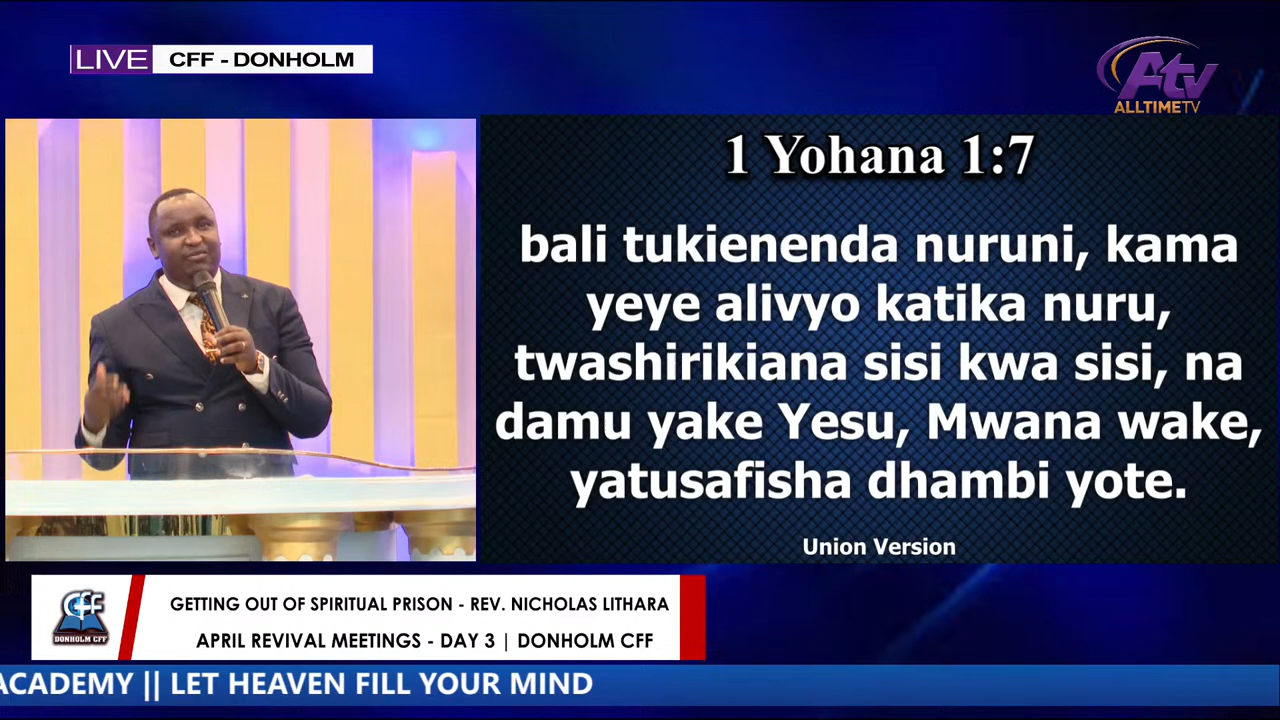 LIVE CFF - DONHOLM
Atv
ALLTIMETV
1 Yohana 1:7
bali tukienenda nuruni, kama
yeye alivyo katika nuru,
twashirikiana sisi kwa sisi, na
damu yake Yesu, Mwana wake,
yatusafisha dhambi yote.
Union Version
CFF
DONHOLM CFF
GETTING OUT OF SPIRITUAL PRISON - REV. NICHOLAS LITHARA
APRIL REVIVAL MEETINGS - DAY 3 | DONHOLM CFF
ACADEMY || LET HEAVEN FILL YOUR MIND